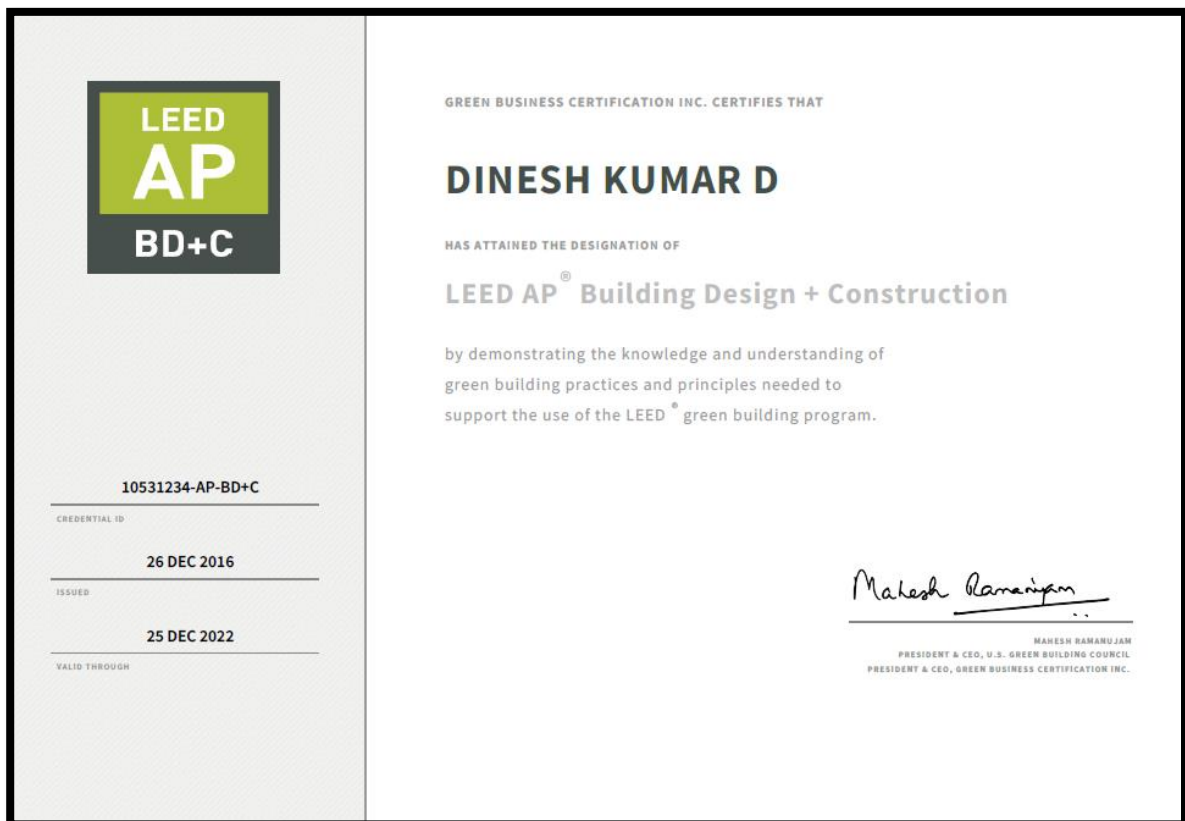 LEED
AP
BD+C
10531234-AP-BD+C
CREDENTIAL ID
26 DEC 2016
ISSUED
25 DEC 2022
VALID THROUGH
GREEN BUSINESS CERTIFICATION INC. CERTIFIES THAT
DINESH KUMAR D
HAS ATTAINED THE DESIGNATION OF
LEED AP® Building Design + Construction
by demonstrating the knowledge and understanding of
green building practices and principles needed to
support the use of the LEED ® green building program.
Mahesh Ramanujam
MAHESH RAMANUJAM
PRESIDENT & CEO, U.S. GREEN BUILDING COUNCIL
PRESIDENT & CEO, GREEN BUSINESS CERTIFICATION INC.